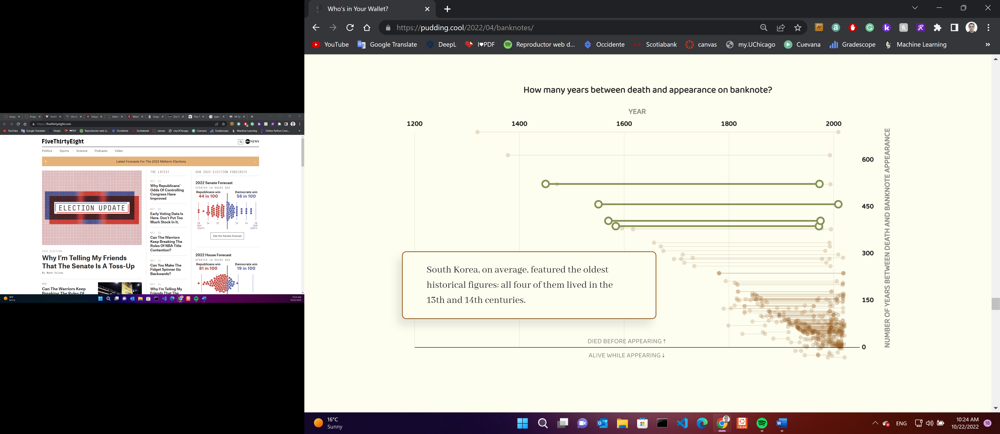 Assign
Projec
FiveTh
Viz of
Visual
Inform
Wash
Graph
Our W
The P
type o
44 Ty
https://fivethirtyeight.com
YouTube Google Translate DeepL I♥PDF Reproductor web d... Occidente Scotiabank canvas my.UChicago Cuevana Gradescope Machine Learning Online Python Com... »
FiveThirtyEight
abc NEWS
Politics Sports Science Podcasts Video
Latest Forecasts For The 2022 Midterm Elections
ELECTION UPDATE
2022 ELECTION
Why I'm Telling My Friends
That The Senate Is A Toss-Up
By Nate Silver
NBA
Can The Warriors Keep
Breaking The Rules Of
THE LATEST
OCT. 21
Why Republicans'
Odds Of Controlling
Congress Have
Improved
OCT. 21
Early Voting Data Is
Here. Don't Put Too
Much Stock In It.
OCT. 21
Can The Warriors
Keep Breaking The
Rules Of NBA Title
Contention?
OCT. 21
Can You Make The
Fidget Spinner Go
Backwards?
OCT. 21
Why I'm Telling My
Friends That The
OUR 2022 ELECTION FORECASTS
2022 Senate Forecast
UPDATED 16 HOURS AGO
Republicans win Democrats win
44 in 100 56 in 100
56 54 52 52 54 56
REP DEM
SEATS SEATS
See the Senate forecast
2022 House Forecast
UPDATED 16 HOURS AGO
Republicans win Democrats win
81 in 100 19 in 100
16°C
Sunny
10:24 AM
10/22/2022
Who's in Your Wallet?
https://pudding.cool/2022/04/banknotes/
YouTube Google Translate DeepL I♥PDF Reproductor web d... Occidente Scotiabank canvas my.UChicago Cuevana Gradescope Machine Learning »
How many years between death and appearance on banknote?
YEAR
1200 1400 1600 1800 2000
600
450
300
150
0
NUMBER OF YEARS BETWEEN DEATH AND BANKNOTE APPEARANCE
South Korea, on average, featured the oldest
historical figures: all four of them lived in the
13th and 14th centuries.
DIED BEFORE APPEARING ↑
ALIVE WHILE APPEARING ↓
16°C
Sunny
18.04
ENG
10:24 AM
10/22/2022
18